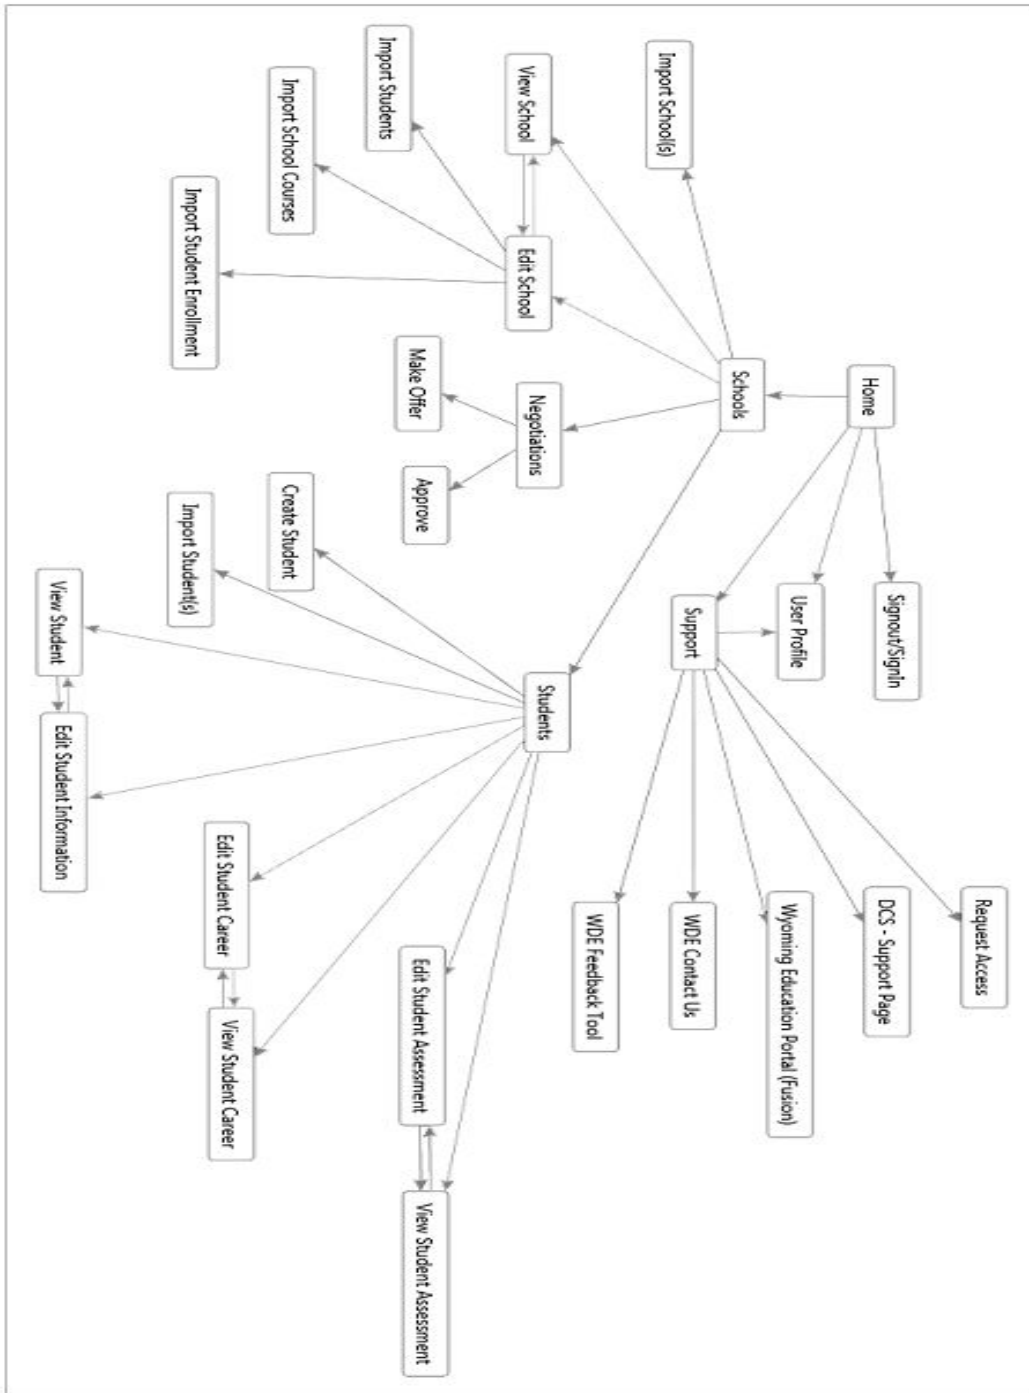 Home
Signout/SignIn
User Profile
Support
Request Access
DCS - Support Page
Wyoming Education Portal (Fusion)
WDE Contact Us
WDE Feedback Tool
Schools
Import School(s)
View School
Edit School
Import Students
Import School Courses
Import Student Enrollment
Negotiations
Make Offer
Approve
Students
Create Student
Import Student(s)
View Student
Edit Student Information
Edit Student Career
View Student Career
Edit Student Assessment
View Student Assessment